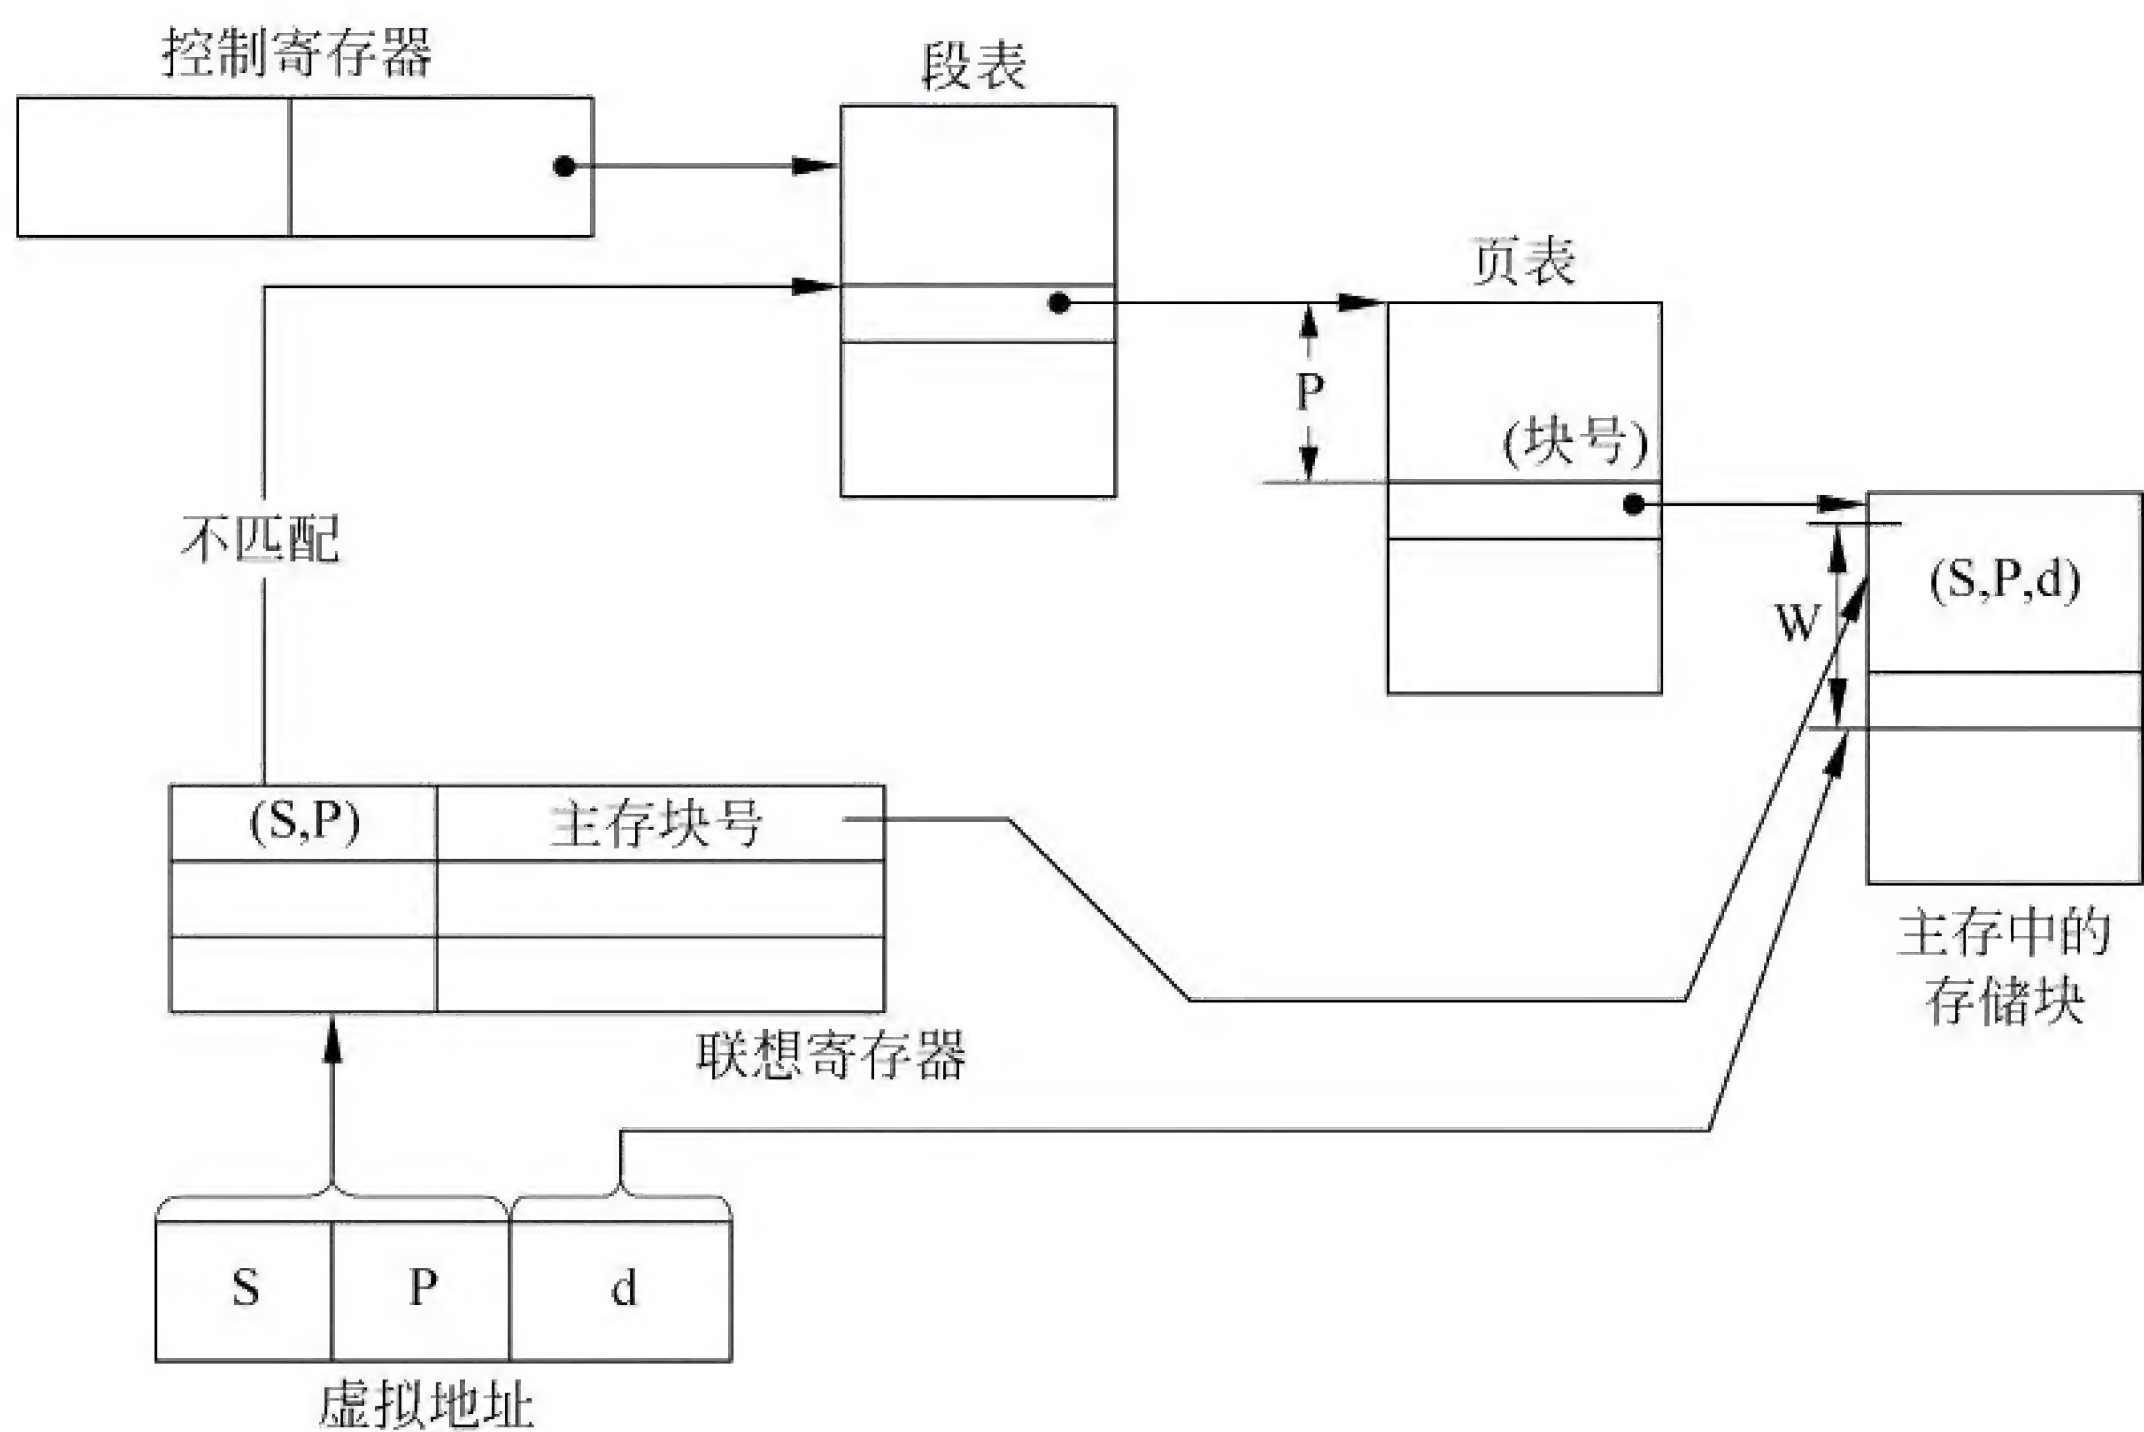 控制寄存器
段表
页表
P
(块号)
不匹配
(S,P,d)
W
(S,P)
主存块号
主存中的
存储块
联想寄存器
S
P
d
虚拟地址